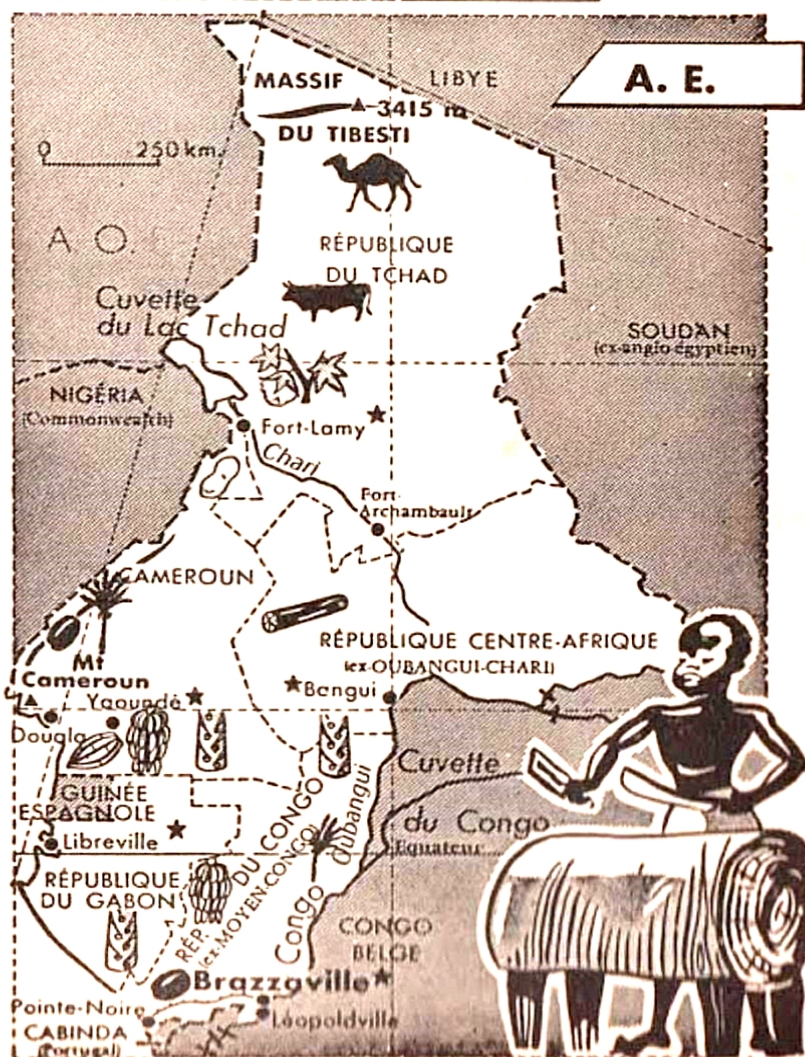 A. E.
MASSIF
LIBYE
3415 m
DU TIBESTI
0 250 km.
A. O.
RÉPUBLIQUE
DU TCHAD
Cuvette
du Lac Tchad
SOUDAN
(ex-anglo-égyptien)
NIGÉRIA
(Commonwealth)
Fort-Lamy
Chari
Fort-
Archambault
CAMEROUN
RÉPUBLIQUE CENTRE-AFRIQUE
(ex-OUBANGUI-CHARI)
Mt
Cameroun
Yaoundé
Bangui
Douala
Cuvette
du Congo
GUINÉE
ESPAGNOLE
Oubangui
Libreville
Equateur
RÉPUBLIQUE
DU GABON
RÉP. DU CONGO
(ex-MOYEN-CONGO)
Congo
CONGO
BELGE
Brazzaville
Pointe-Noire
Léopoldville
CABINDA
(Portugal)